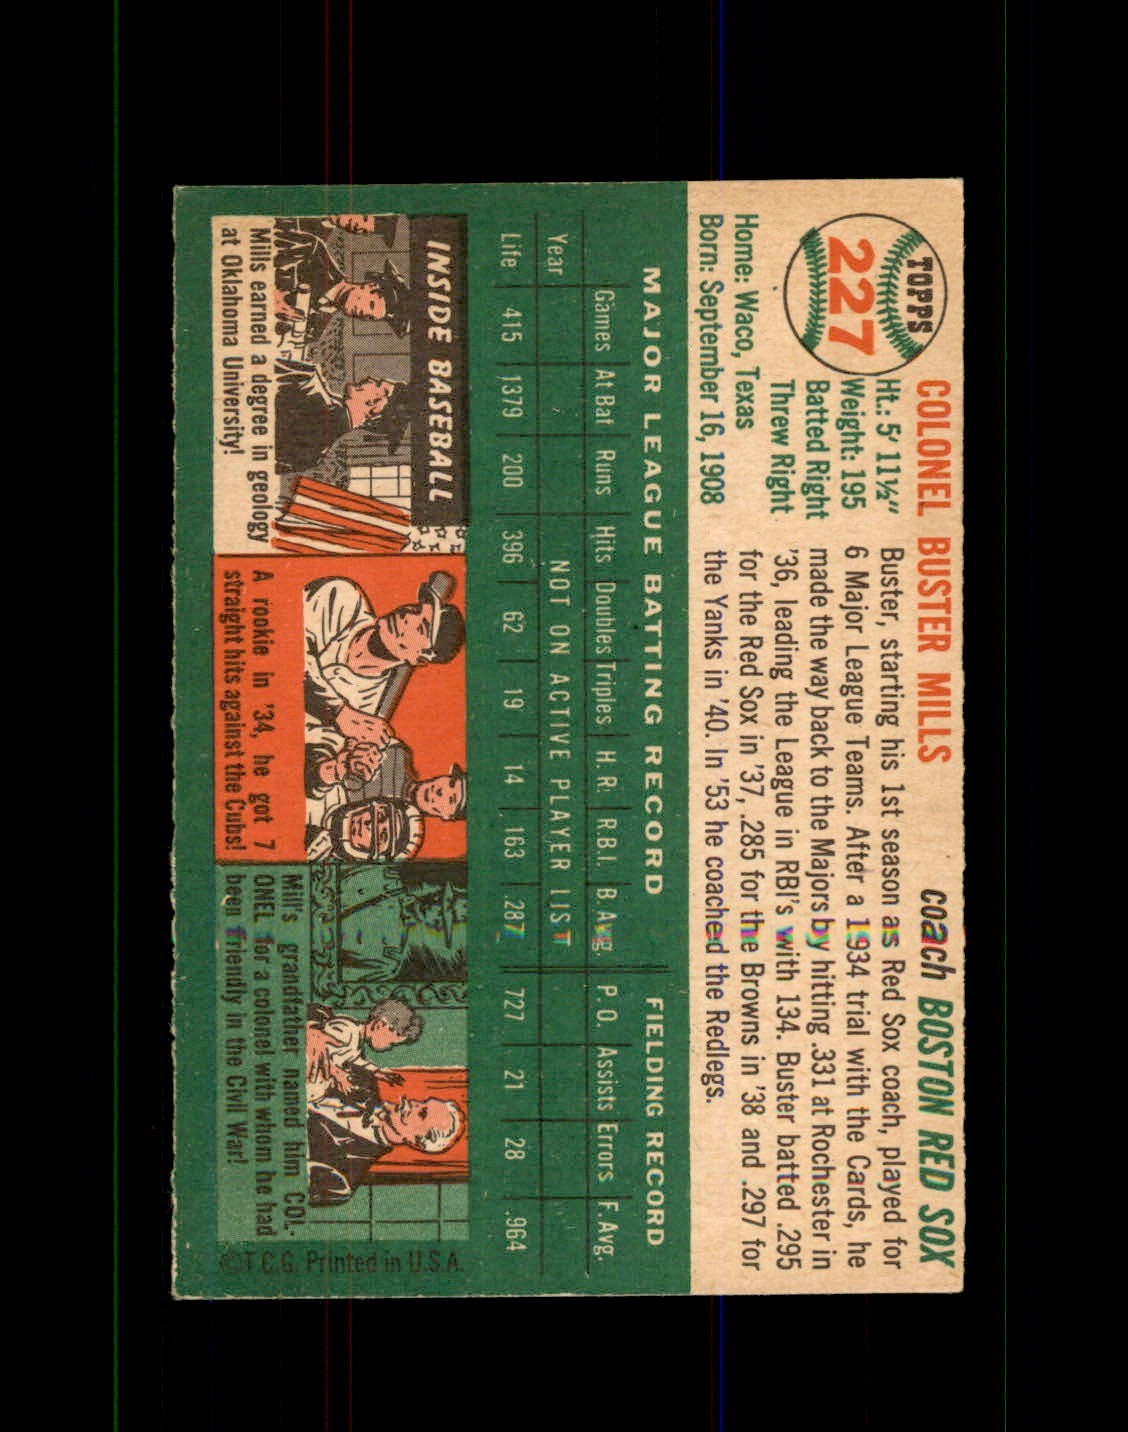 TOPPS
227
COLONEL BUSTER MILLS
coach BOSTON RED SOX
Ht.: 5' 11½"
Weight: 195
Batted Right
Threw Right
Home: Waco, Texas
Born: September 16, 1908
Buster, starting his 1st season as Red Sox coach, played for
6 Major League Teams. After a 1934 trial with the Cards, he
made the way back to the Majors by hitting .331 at Rochester in
'36, leading the League in RBI's with 134. Buster batted .295
for the Red Sox in '37, .285 for the Browns in '38 and .297 for
the Yanks in '40. In '53 he coached the Redlegs.
MAJOR LEAGUE BATTING RECORD FIELDING RECORD
Games At Bat Runs Hits Doubles Triples H. R. R.B.I. B. Avg. P. O. Assists Errors F. Avg.
Year NOT ON ACTIVE PLAYER LIST
Life 415 1379 200 396 62 19 14 163 .287 727 21 28 .964
INSIDE BASEBALL
Mills earned a degree in geology
at Oklahoma University!
A rookie in '34, he got 7
straight hits against the Cubs!
Mill's grandfather named him COL-
ONEL for a colonel with whom he had
been friendly in the Civil War!
©T.C.G. Printed in U.S.A.